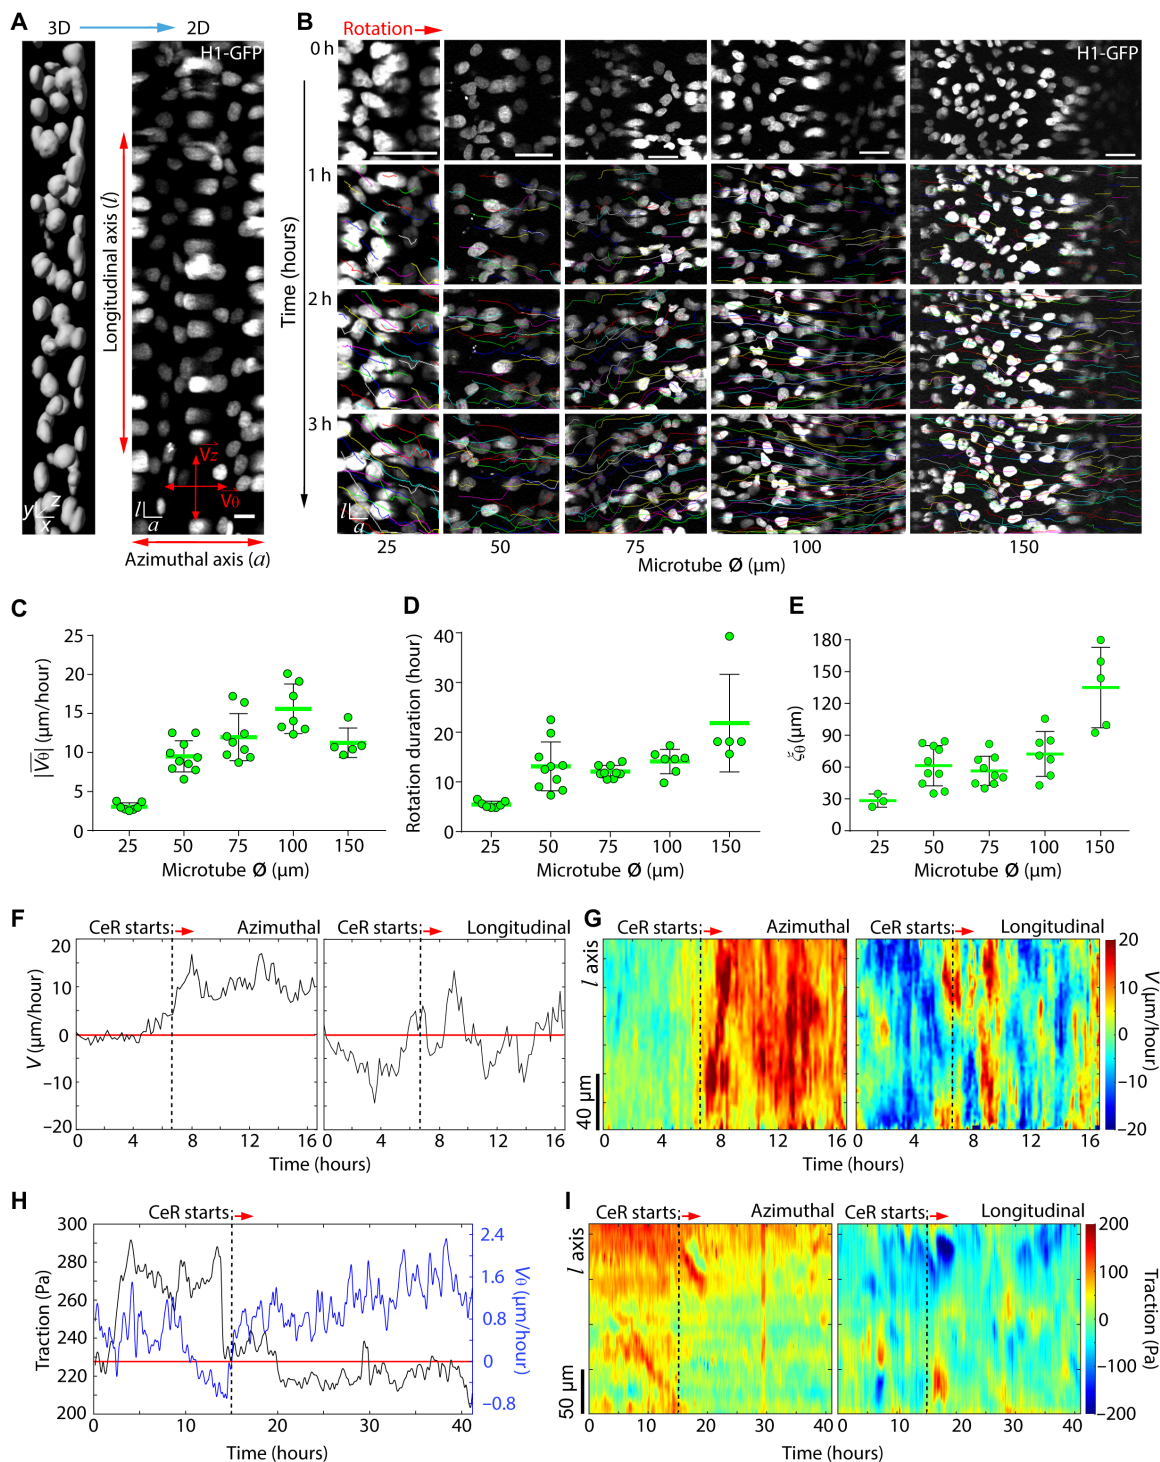 A
3D
2D
H1-GFP
Longitudinal axis (l)
Vz
Vθ
y z
x
l
a
Azimuthal axis (a)
B
Rotation
0 h
H1-GFP
1 h
2 h
3 h
Time (hours)
l
a
25 50 75 100 150
Microtube Ø (µm)
C
|Vθ| (µm/hour)
25
20
15
10
5
0
25 50 75 100 150
Microtube Ø (µm)
D
Rotation duration (hour)
40
30
20
10
0
25 50 75 100 150
Microtube Ø (µm)
E
ξθ (µm)
180
150
120
90
60
30
0
25 50 75 100 150
Microtube Ø (µm)
F
CeR starts Azimuthal
CeR starts Longitudinal
V (µm/hour)
20
10
0
−10
−20
0 4 8 12 16
0 4 8 12 16
Time (hours)
G
CeR starts Azimuthal
CeR starts Longitudinal
l axis
40 µm
0 4 8 12 16
0 4 8 12 16
Time (hours)
20
10
0
−10
−20
V (µm/hour)
H
CeR starts
Traction (Pa)
300
280
260
240
220
200
2.4
1.6
0.8
0
−0.8
Vθ (µm/hour)
0 10 20 30 40
Time (hours)
I
CeR starts Azimuthal
CeR starts Longitudinal
l axis
50 µm
0 10 20 30 40
0 10 20 30 40
Time (hours)
200
100
0
−100
−200
Traction (Pa)